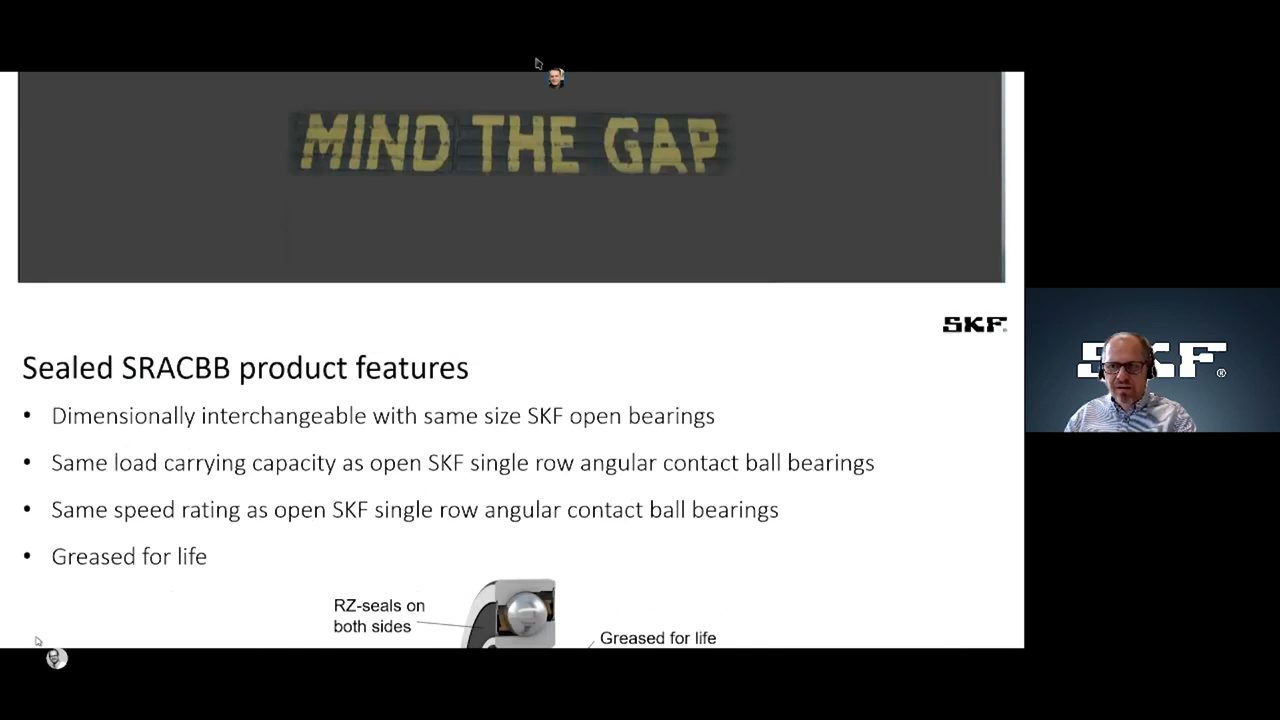 MIND THE GAP
SKF
Sealed SRACBB product features
• Dimensionally interchangeable with same size SKF open bearings
• Same load carrying capacity as open SKF single row angular contact ball bearings
• Same speed rating as open SKF single row angular contact ball bearings
• Greased for life
RZ-seals on
both sides
Greased for life
SKF®